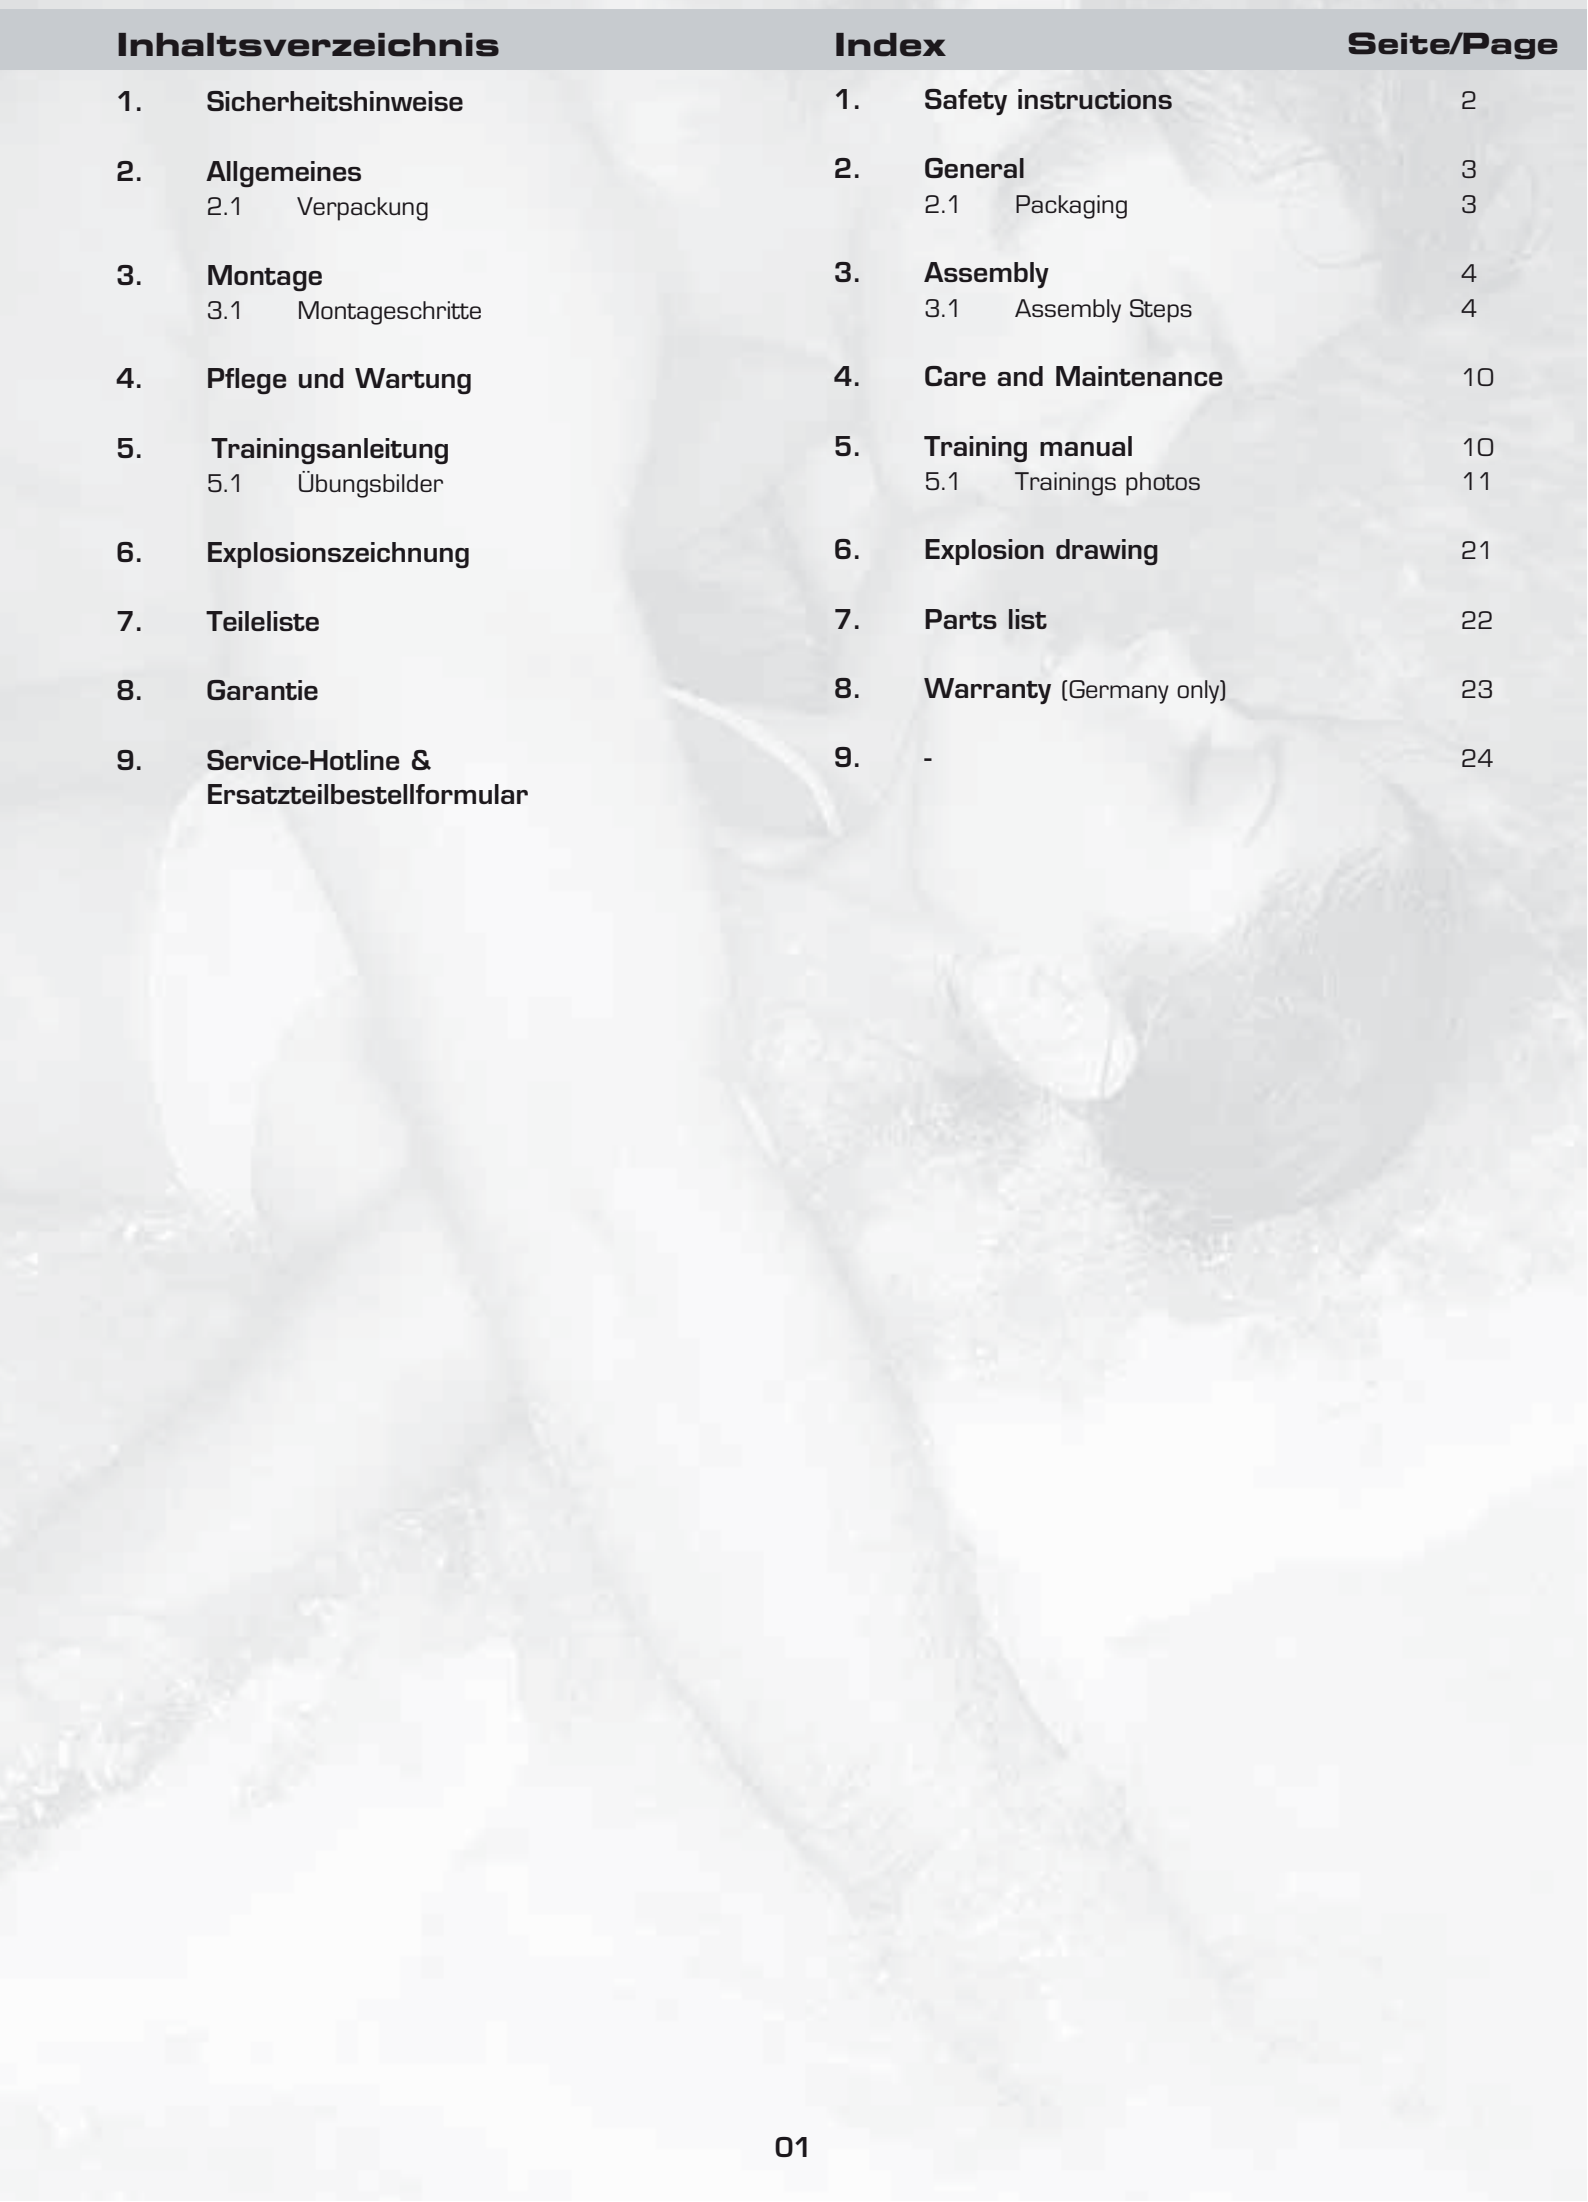 Inhaltsverzeichnis Index Seite/Page
1. Sicherheitshinweise 1. Safety instructions 2
2. Allgemeines 2. General 3
2.1 Verpackung 2.1 Packaging 3
3. Montage 3. Assembly 4
3.1 Montageschritte 3.1 Assembly Steps 4
4. Pflege und Wartung 4. Care and Maintenance 10
5. Trainingsanleitung 5. Training manual 10
5.1 Übungsbilder 5.1 Trainings photos 11
6. Explosionszeichnung 6. Explosion drawing 21
7. Teileliste 7. Parts list 22
8. Garantie 8. Warranty (Germany only) 23
9. Service-Hotline & 9. - 24
Ersatzteilbestellformular
01